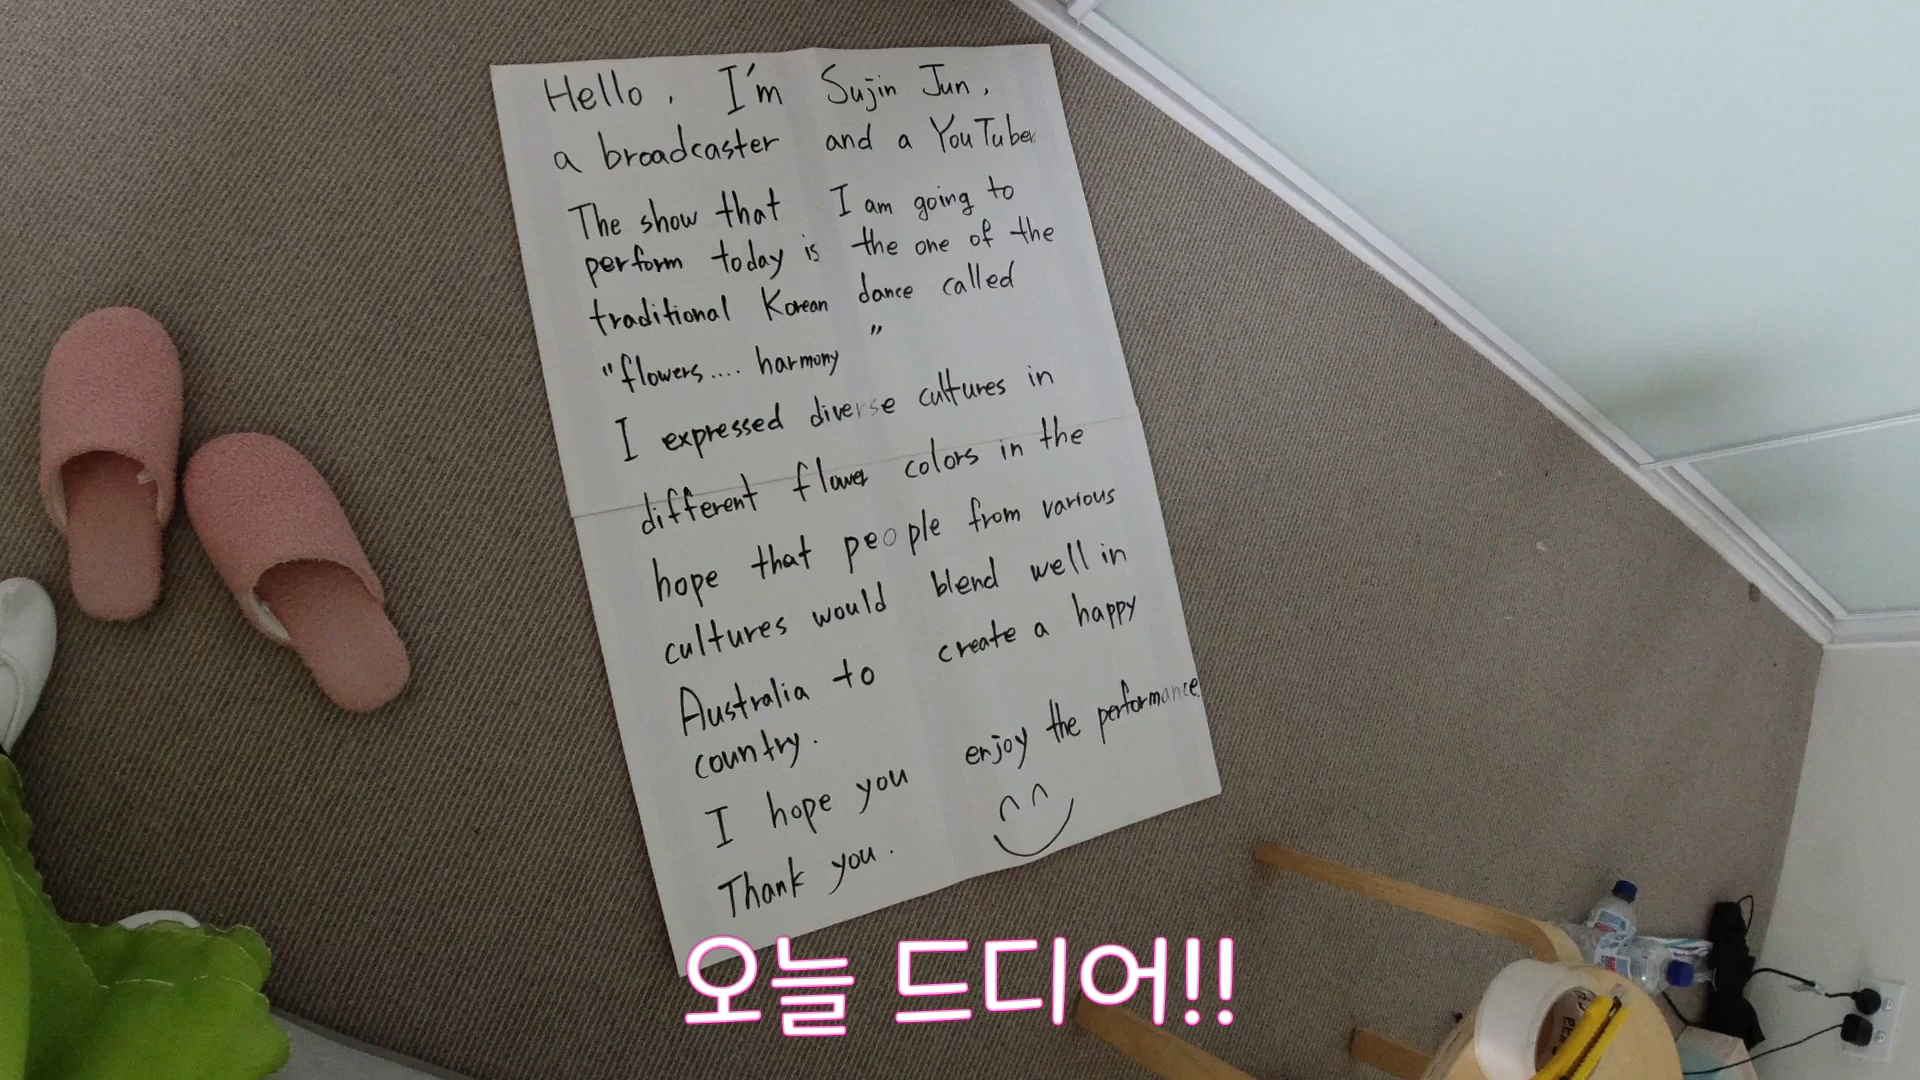 Hello, I'm Sujin Jun,
a broadcaster and a YouTuber
The show that I am going to
perform today is the one of the
traditional Korean dance called
"flowers.... harmony"
I expressed diverse cultures in
different flower colors in the
hope that people from various
cultures would blend well in
Australia to create a happy
country.
I hope you enjoy the performance.
Thank you.
오늘 드디어!!